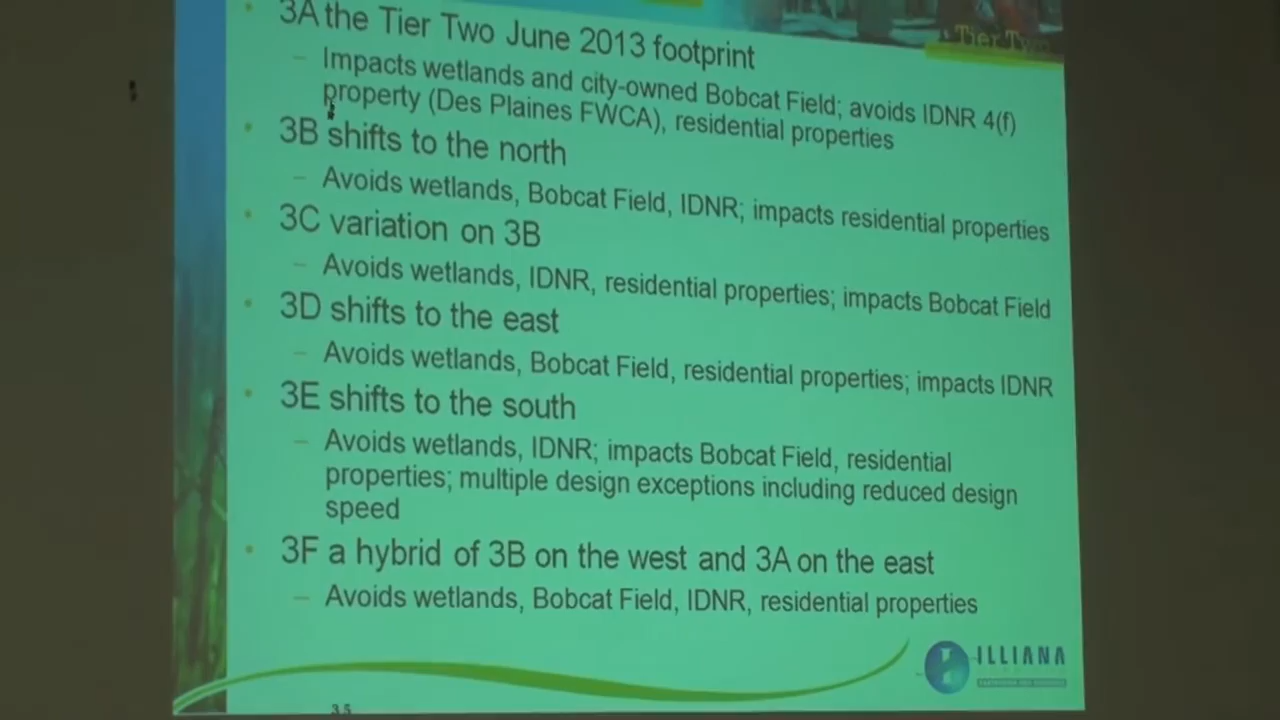 Tier Two
3A the Tier Two June 2013 footprint
– Impacts wetlands and city-owned Bobcat Field; avoids IDNR 4(f)
property (Des Plaines FWCA), residential properties
3B shifts to the north
– Avoids wetlands, Bobcat Field, IDNR; impacts residential properties
3C variation on 3B
– Avoids wetlands, IDNR, residential properties; impacts Bobcat Field
3D shifts to the east
– Avoids wetlands, Bobcat Field, residential properties; impacts IDNR
3E shifts to the south
– Avoids wetlands, IDNR; impacts Bobcat Field, residential
properties; multiple design exceptions including reduced design
speed
3F a hybrid of 3B on the west and 3A on the east
– Avoids wetlands, Bobcat Field, IDNR, residential properties
ILLIANA
35